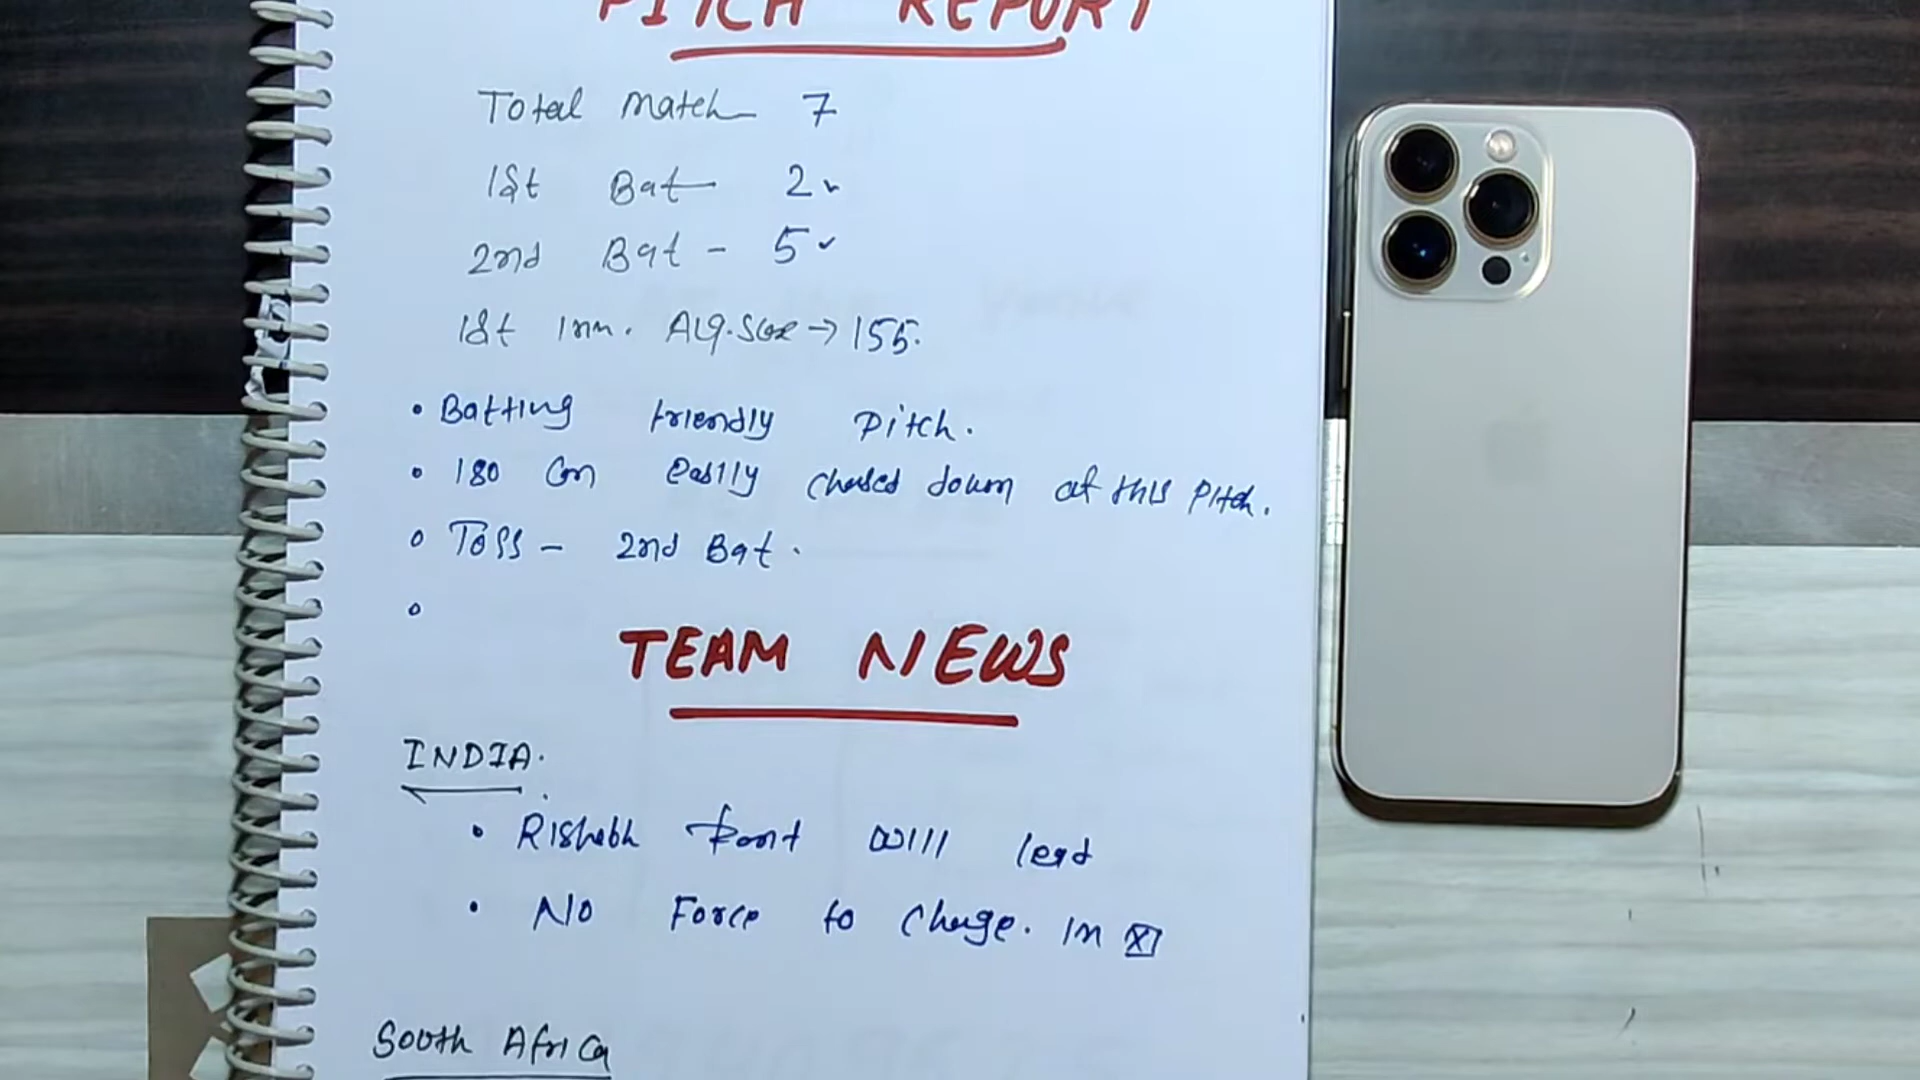 PITCH REPORT
Total Match 7
1st Bat- 2
2nd Bat - 5
1st Inn. Avg. Score → 155.
• Batting friendly Pitch.
• 180 Can easily chased down at this Pitch.
• Toss - 2nd Bat.
TEAM NEWS
INDIA.
• Rishabh Pant will lead
• No Force to Change. in XI
South Africa